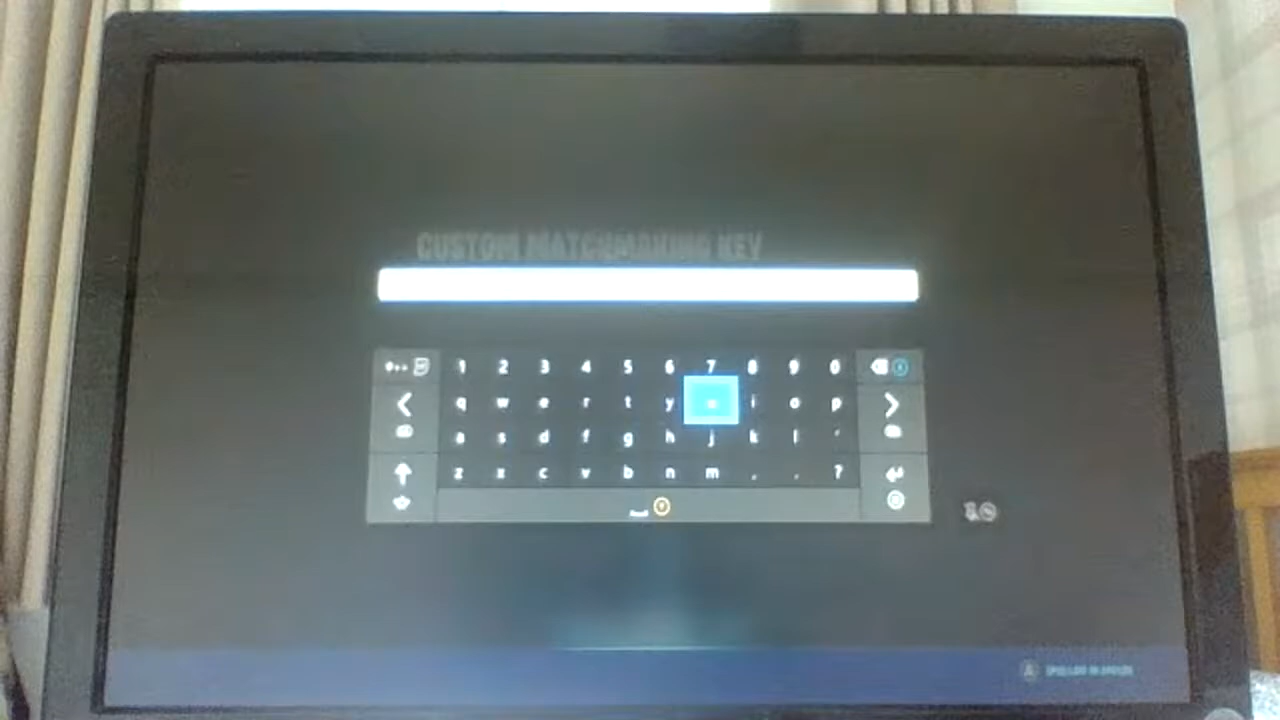 CUSTOM MATCHMAKING KEY
1 2 3 4 5 6 7 8 9 0
q w e r t y u i o p
a s d f g h j k l '
z x c v b n m , . ?